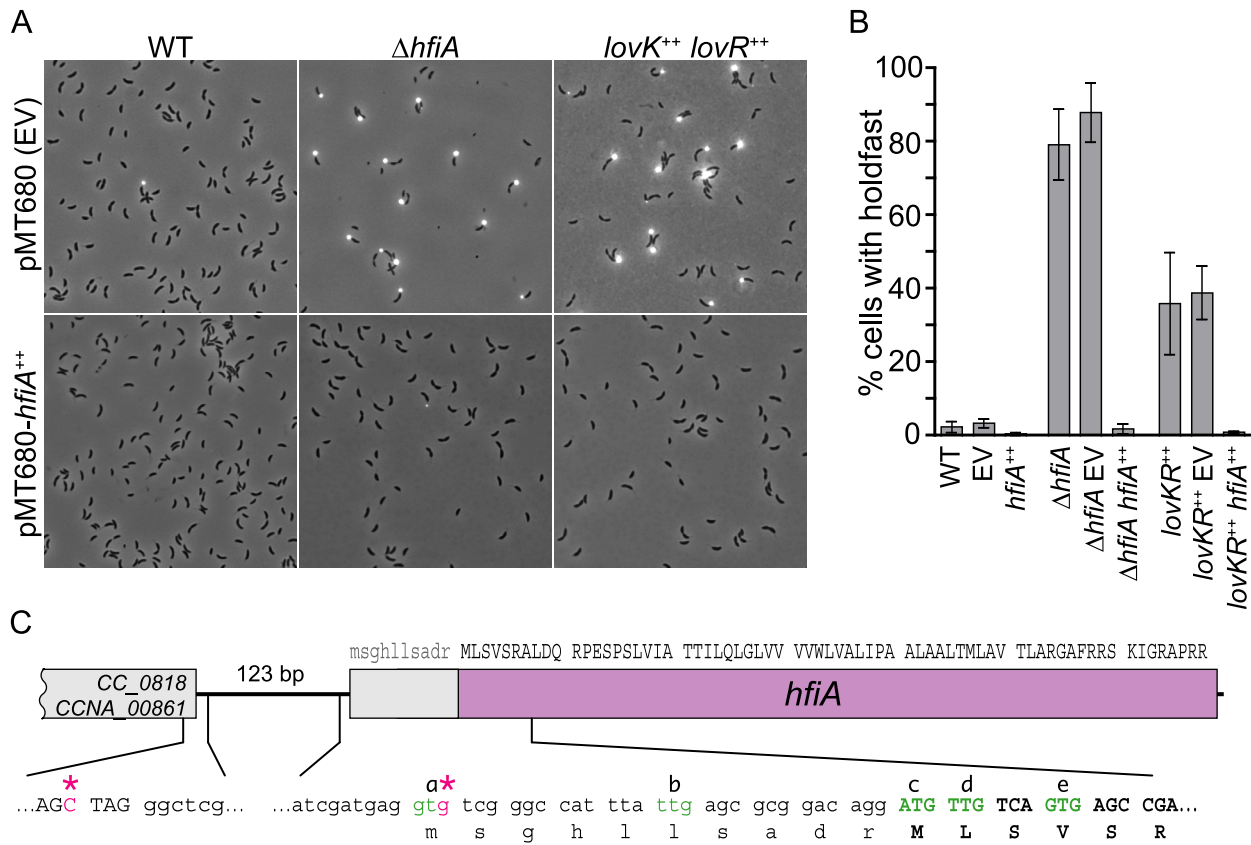 A
WT
ΔhfiA
lovK++ lovR++
pMT680 (EV)
pMT680-hfiA++
B
% cells with holdfast
100
80
60
40
20
0
WT
EV
hfiA++
ΔhfiA
ΔhfiA EV
ΔhfiA hfiA++
lovKR++
lovKR++ EV
lovKR++ hfiA++
C
msghllsadr MLSVSRALDQ RPESPSLVIA TTILQLGLVV VVWLVALIPA ALAALTMLAV TLARGAFRRS KIGRAPRR
CC_0818
CCNA_00861
123 bp
hfiA
* a* b c d e
...AGC TAG ggctcg... ...atcgatgag gtg tcg ggc cat tta ttg agc gcg gac agg ATG TTG TCA GTG AGC CGA...
m s g h l l s a d r M L S V S R